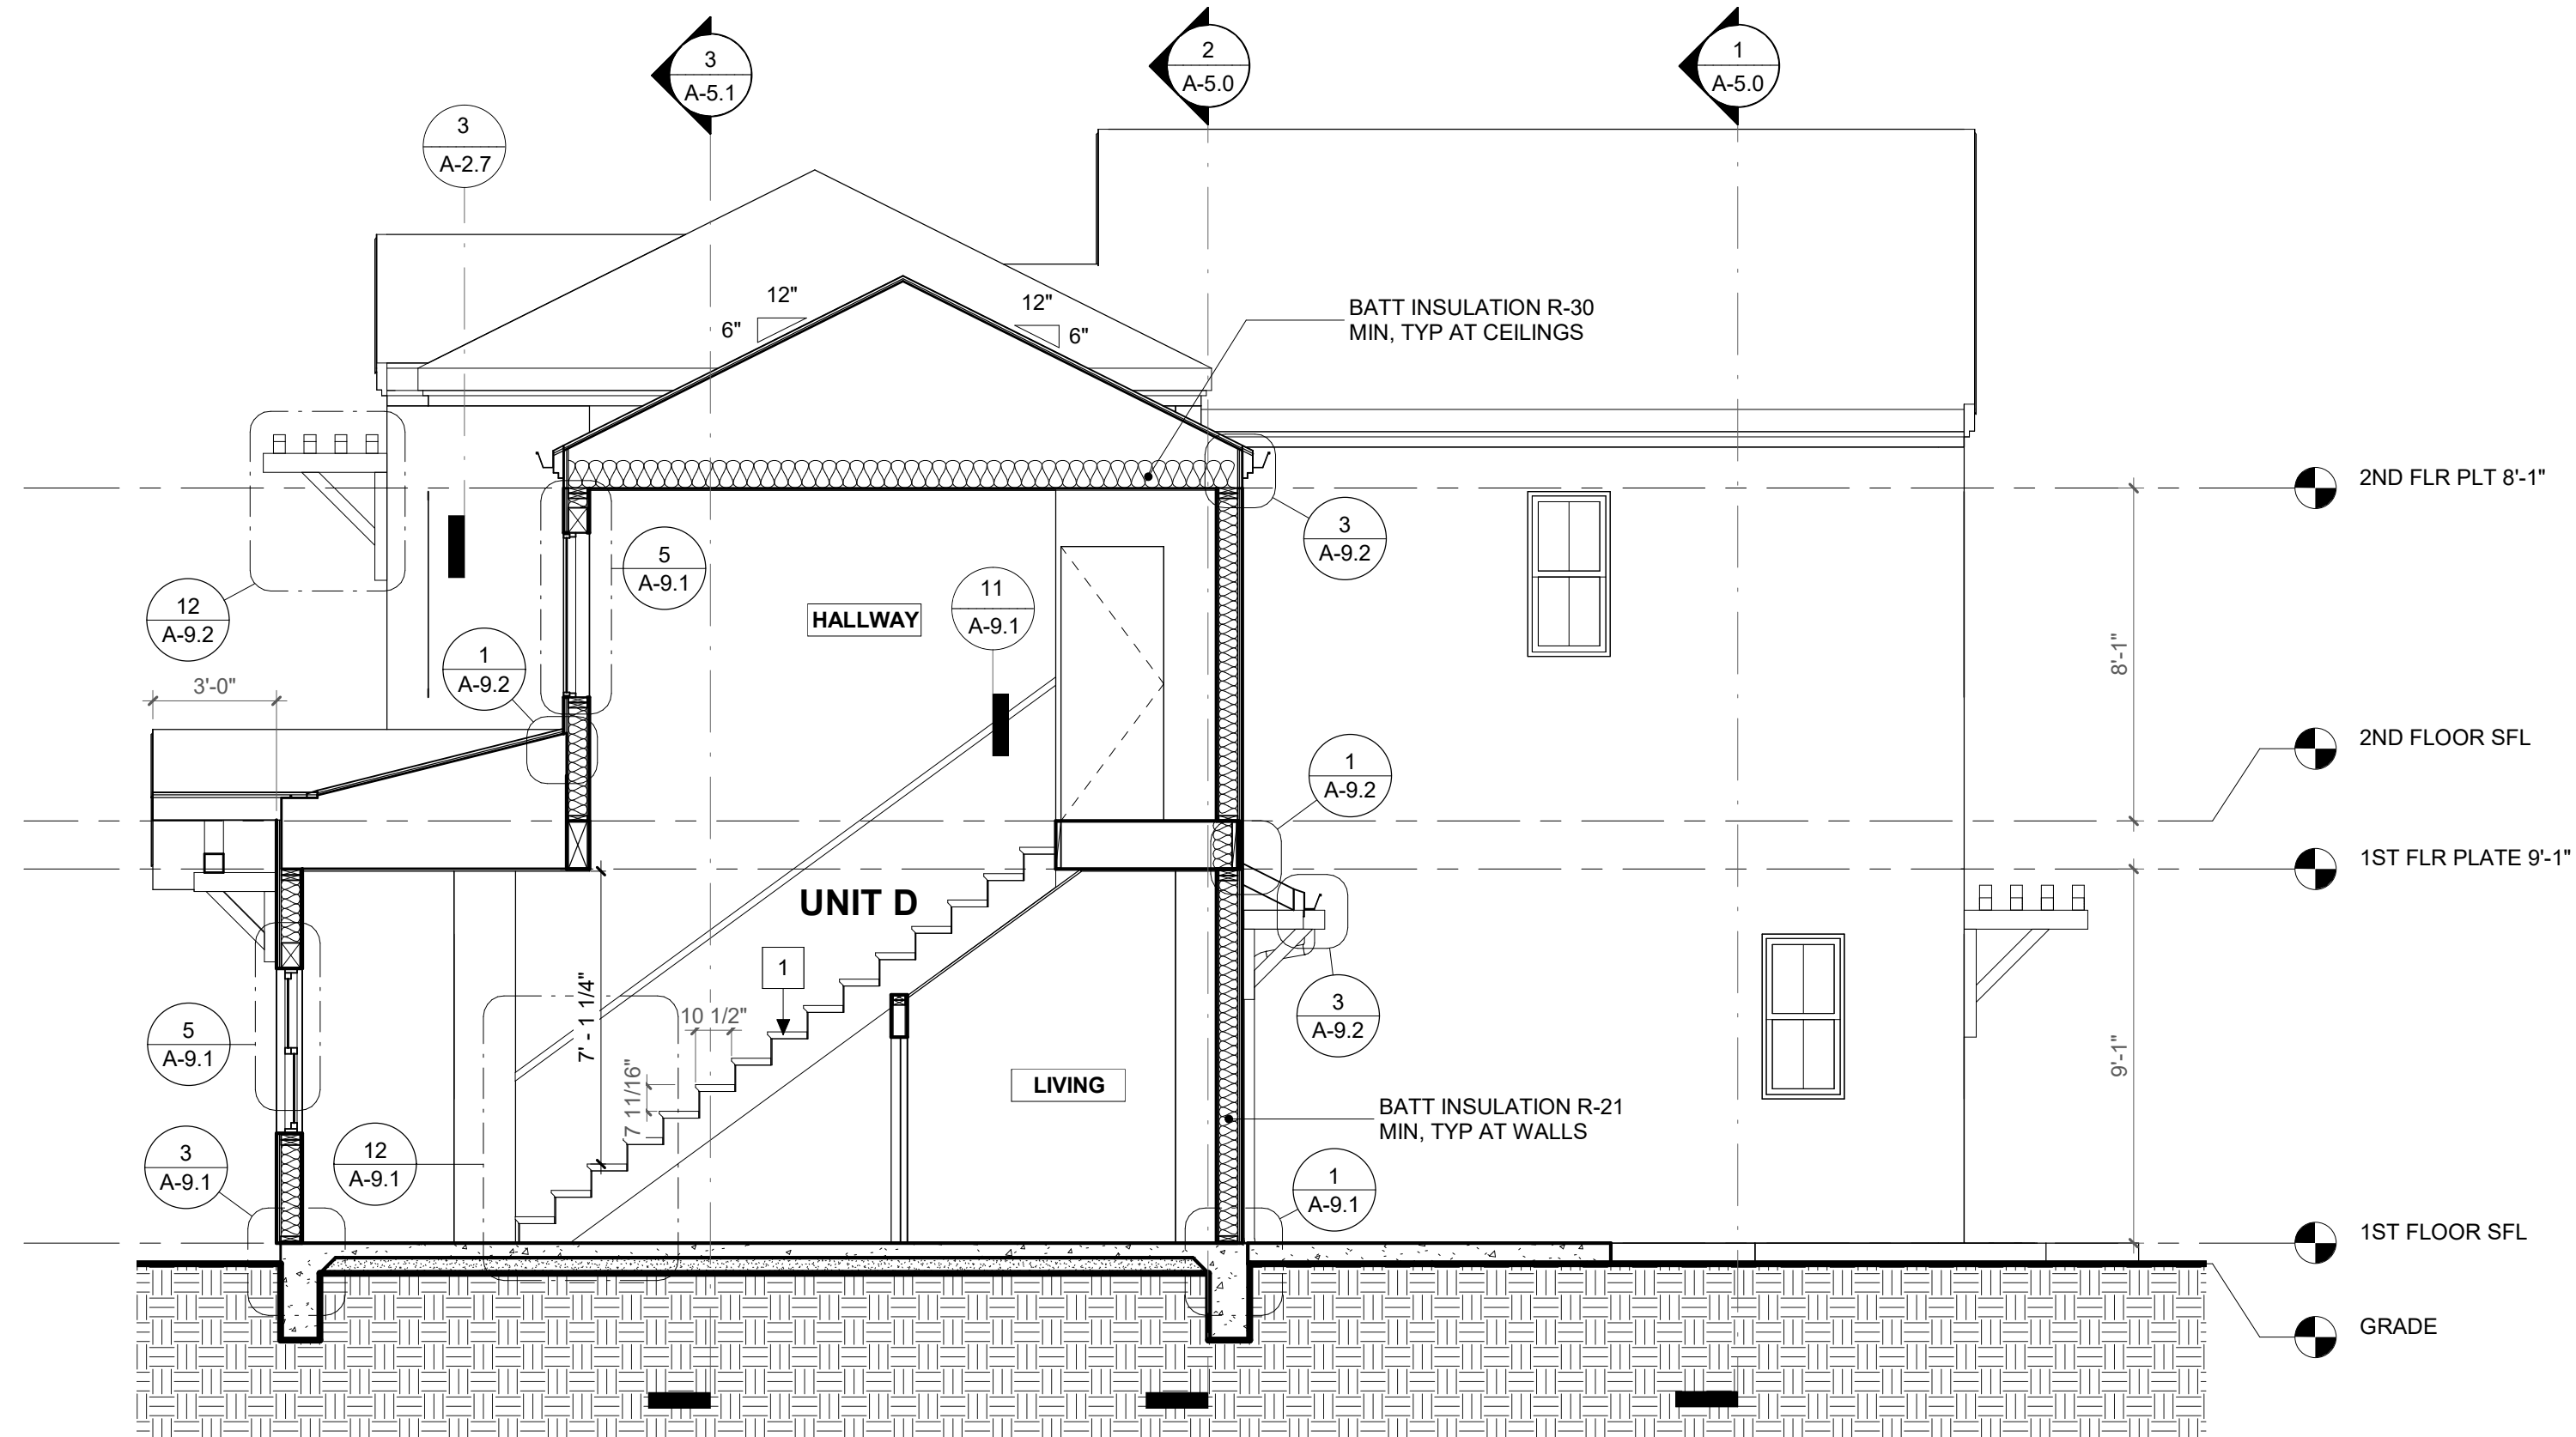 3
A-5.1
2
A-5.0
1
A-5.0
3
A-2.7
12"
6"
12"
6"
BATT INSULATION R-30
MIN, TYP AT CEILINGS
2ND FLR PLT 8'-1"
3
A-9.2
5
A-9.1
11
A-9.1
HALLWAY
12
A-9.2
1
A-9.2
3'-0"
8'-1"
2ND FLOOR SFL
1
A-9.2
1ST FLR PLATE 9'-1"
UNIT D
1
7' - 1 1/4"
10 1/2"
7 11/16"
3
A-9.2
5
A-9.1
LIVING
9'-1"
BATT INSULATION R-21
MIN, TYP AT WALLS
3
A-9.1
12
A-9.1
1
A-9.1
1ST FLOOR SFL
GRADE